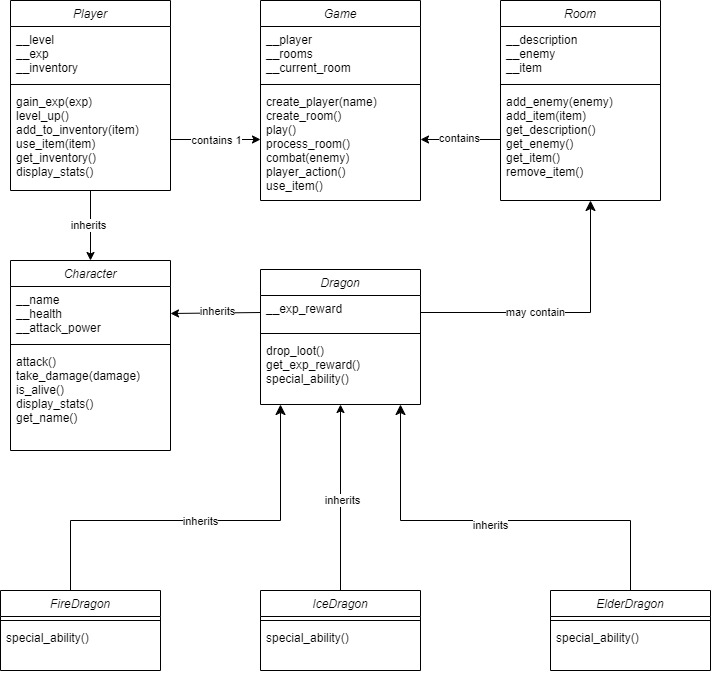 Player
__level
__exp
__inventory
gain_exp(exp)
level_up()
add_to_inventory(item)
use_item(item)
get_inventory()
display_stats()
contains 1
Game
__player
__rooms
__current_room
create_player(name)
create_room()
play()
process_room()
combat(enemy)
player_action()
use_item()
contains
Room
__description
__enemy
__item
add_enemy(enemy)
add_item(item)
get_description()
get_enemy()
get_item()
remove_item()
inherits
Character
__name
__health
__attack_power
attack()
take_damage(damage)
is_alive()
display_stats()
get_name()
inherits
Dragon
__exp_reward
drop_loot()
get_exp_reward()
special_ability()
may contain
inherits
inherits
inherits
FireDragon
special_ability()
IceDragon
special_ability()
ElderDragon
special_ability()